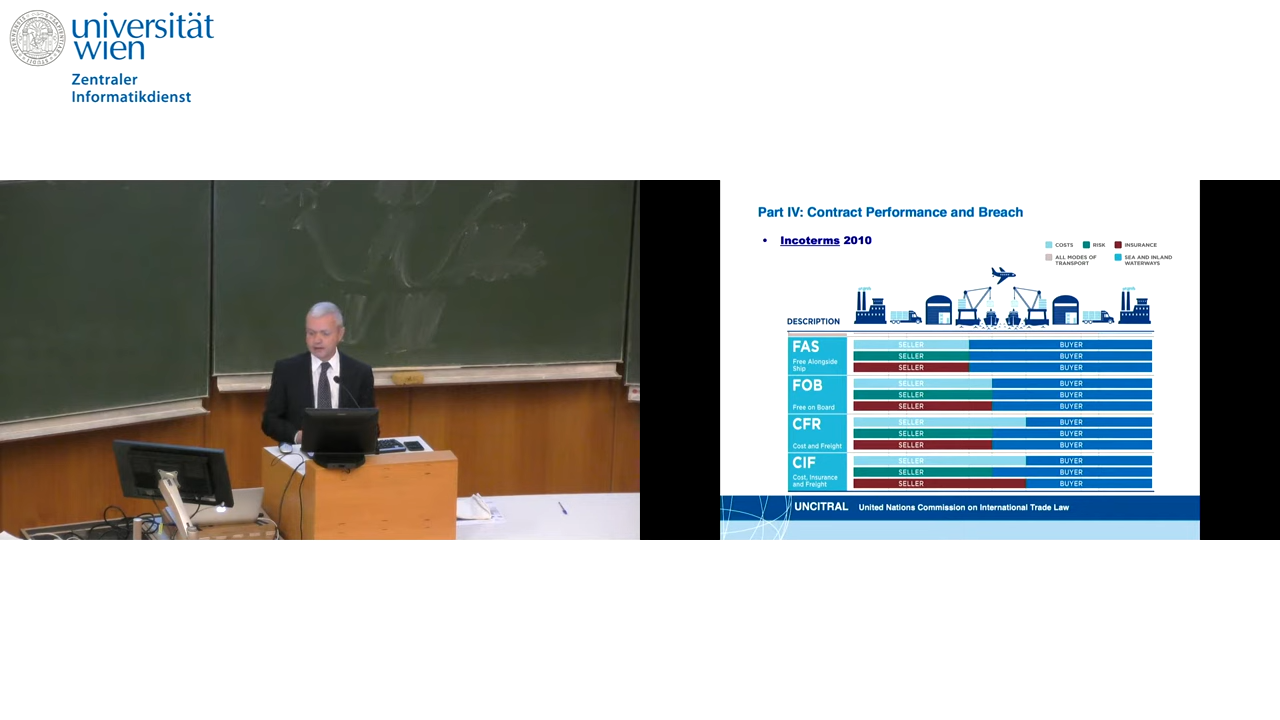 universität
wien
Zentraler
Informatikdienst
Part IV: Contract Performance and Breach
• Incoterms 2010
COSTS RISK INSURANCE
ALL MODES OF TRANSPORT SEA AND INLAND WATERWAYS
DESCRIPTION
FAS
Free Alongside
Ship
SELLER BUYER
SELLER BUYER
SELLER BUYER
FOB
Free on Board
SELLER BUYER
SELLER BUYER
SELLER BUYER
CFR
Cost and Freight
SELLER BUYER
SELLER BUYER
SELLER BUYER
CIF
Cost, Insurance
and Freight
SELLER BUYER
SELLER BUYER
SELLER BUYER
UNCITRAL United Nations Commission on International Trade Law